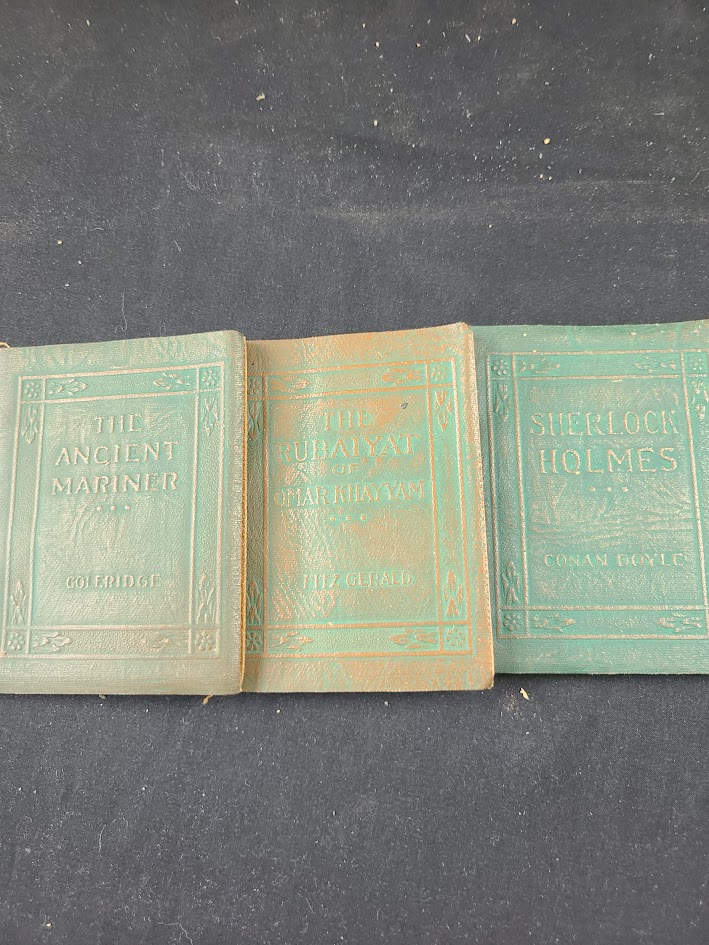 THE
ANCIENT
MARINER
COLERIDGE
THE
RUBAIYAT
OF
OMAR KHAYYAM
FITZ GERALD
SHERLOCK
HOLMES
CONAN DOYLE